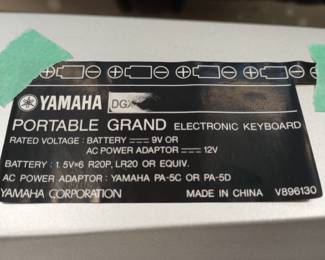 YAMAHA DGX
PORTABLE GRAND ELECTRONIC KEYBOARD
RATED VOLTAGE : BATTERY 9V OR
AC POWER ADAPTOR 12V
BATTERY : 1.5V×6 R20P, LR20 OR EQUIV.
AC POWER ADAPTOR : YAMAHA PA-5C OR PA-5D
YAMAHA CORPORATION MADE IN CHINA V896130